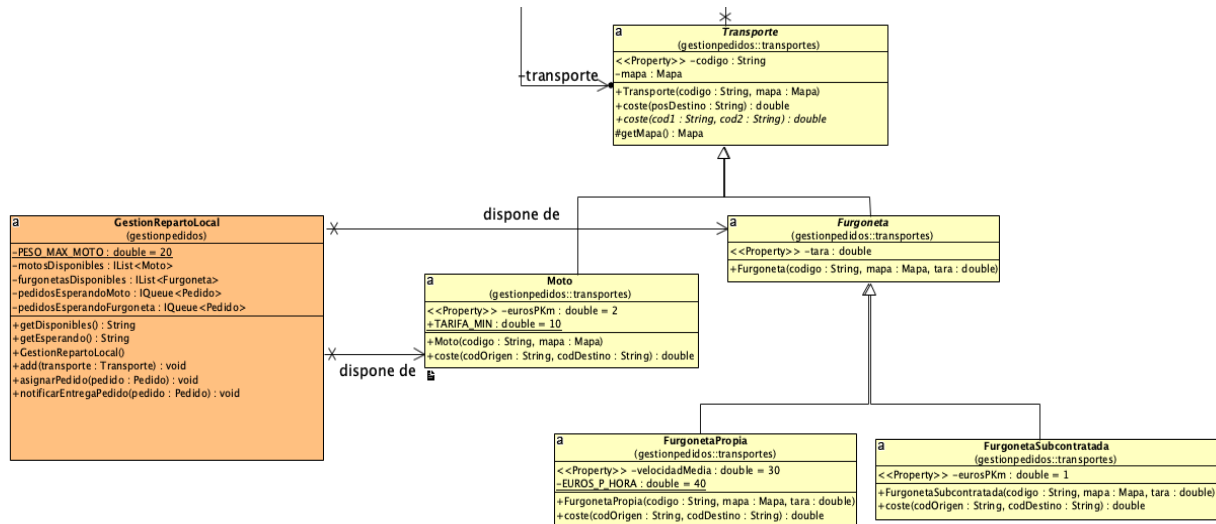 a
Transporte
(gestionpedidos::transportes)
<<Property>> -codigo : String
-mapa : Mapa
+Transporte(codigo : String, mapa : Mapa)
+coste(posDestino : String) : double
+coste(cod1 : String, cod2 : String) : double
#getMapa() : Mapa
-transporte
a
GestionRepartoLocal
(gestionpedidos)
-PESO_MAX_MOTO : double = 20
-motosDisponibles : IList<Moto>
-furgonetasDisponibles : IList<Furgoneta>
-pedidosEsperandoMoto : IQueue<Pedido>
-pedidosEsperandoFurgoneta : IQueue<Pedido>
+getDisponibles() : String
+getEsperando() : String
+GestionRepartoLocal()
+add(transporte : Transporte) : void
+asignarPedido(pedido : Pedido) : void
+notificarEntregaPedido(pedido : Pedido) : void
dispone de
a
Furgoneta
(gestionpedidos::transportes)
<<Property>> -tara : double
+Furgoneta(codigo : String, mapa : Mapa, tara : double)
dispone de
a
Moto
(gestionpedidos::transportes)
<<Property>> -eurosPKm : double = 2
+TARIFA_MIN : double = 10
+Moto(codigo : String, mapa : Mapa)
+coste(codOrigen : String, codDestino : String) : double
a
FurgonetaPropia
(gestionpedidos::transportes)
<<Property>> -velocidadMedia : double = 30
-EUROS_P_HORA : double = 40
+FurgonetaPropia(codigo : String, mapa : Mapa, tara : double)
+coste(codOrigen : String, codDestino : String) : double
a
FurgonetaSubcontratada
(gestionpedidos::transportes)
<<Property>> -eurosPKm : double = 1
+FurgonetaSubcontratada(codigo : String, mapa : Mapa, tara : double)
+coste(codOrigen : String, codDestino : String) : double